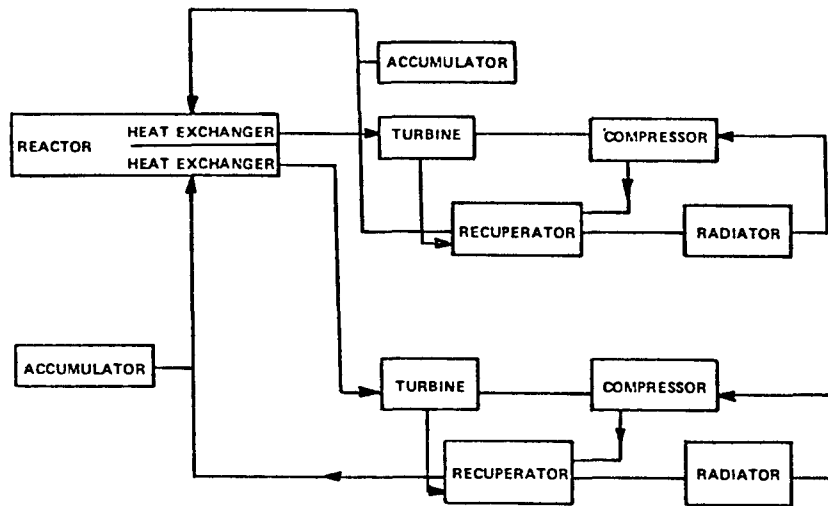 ACCUMULATOR
REACTOR
HEAT EXCHANGER
HEAT EXCHANGER
TURBINE
COMPRESSOR
RECUPERATOR
RADIATOR
ACCUMULATOR
TURBINE
COMPRESSOR
RECUPERATOR
RADIATOR